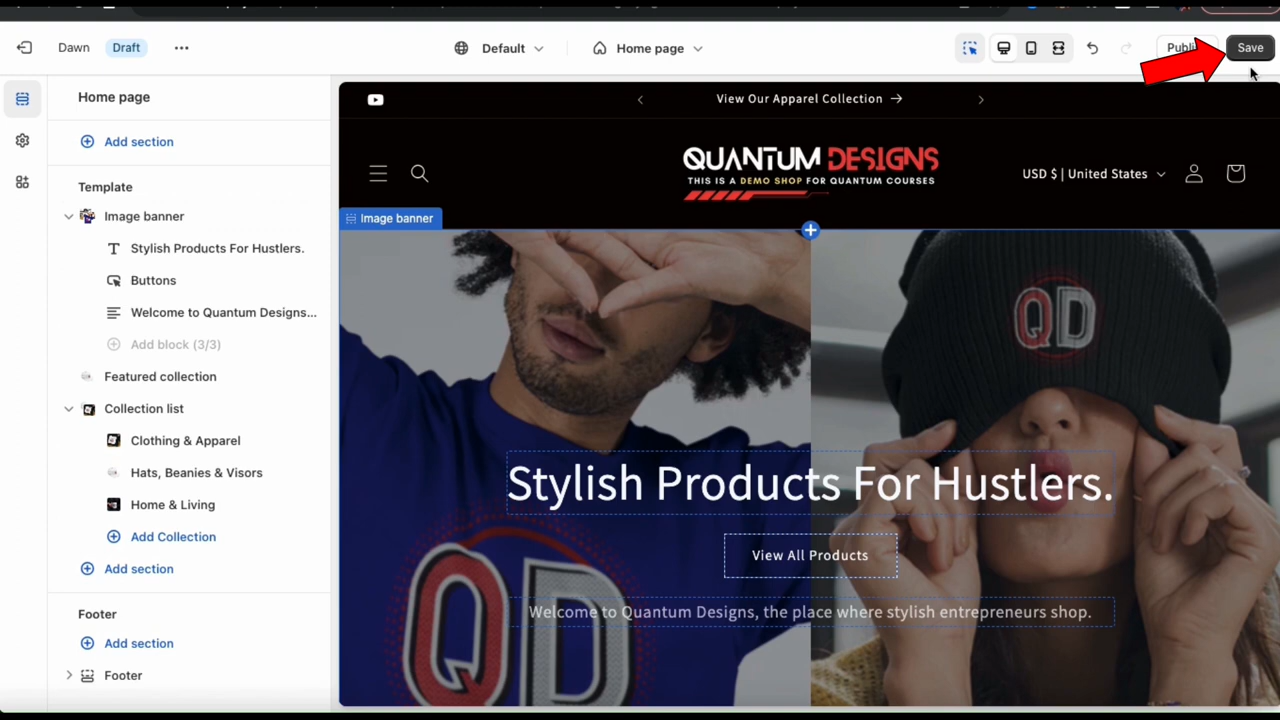 Dawn
Draft
Default
Home page
Save
Home page
Add section
Template
Image banner
Stylish Products For Hustlers.
Buttons
Welcome to Quantum Designs...
Add block (3/3)
Featured collection
Collection list
Clothing & Apparel
Hats, Beanies & Visors
Home & Living
Add Collection
Add section
Footer
Add section
Footer
View Our Apparel Collection →
QUANTUM DESIGNS
THIS IS A DEMO SHOP FOR QUANTUM COURSES
USD $ | United States
Image banner
QD
Stylish Products For Hustlers.
View All Products
Welcome to Quantum Designs, the place where stylish entrepreneurs shop.
QD